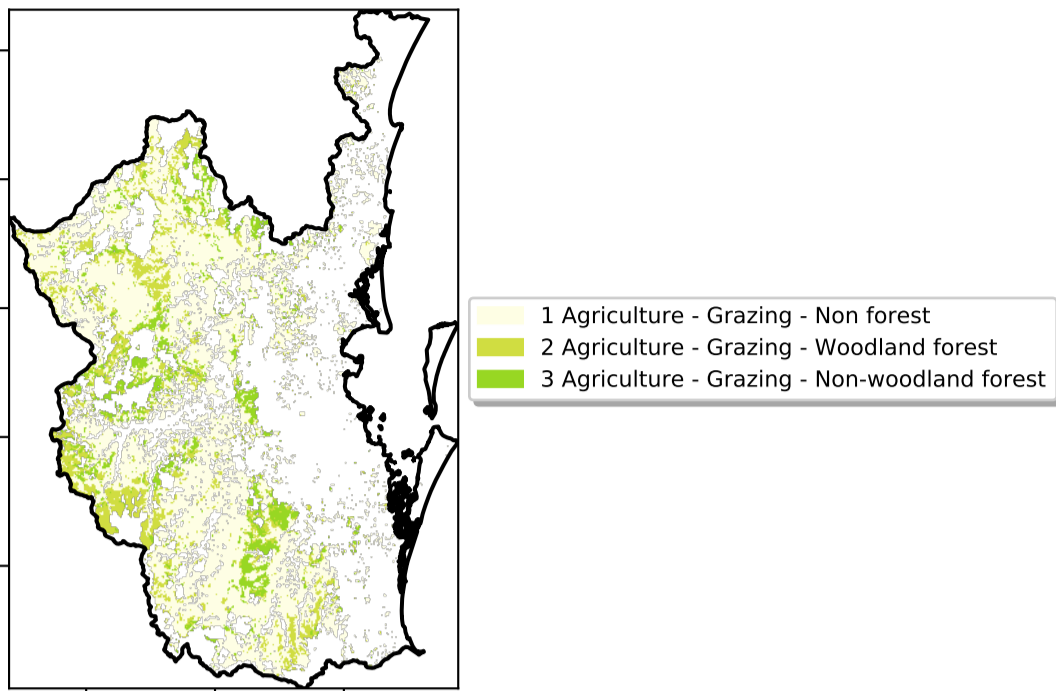 1 Agriculture - Grazing - Non forest
2 Agriculture - Grazing - Woodland forest
3 Agriculture - Grazing - Non-woodland forest